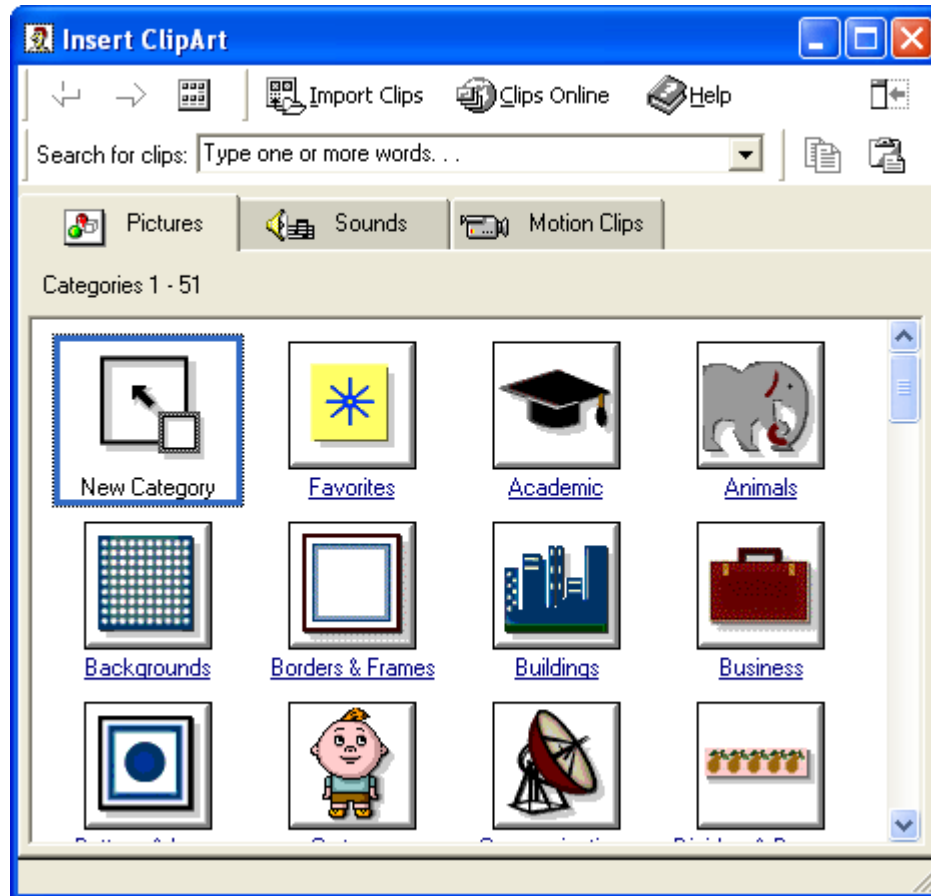 Insert ClipArt
Import Clips Clips Online Help
Search for clips: Type one or more words. . .
Pictures Sounds Motion Clips
Categories 1 - 51
New Category Favorites Academic Animals
Backgrounds Borders & Frames Buildings Business